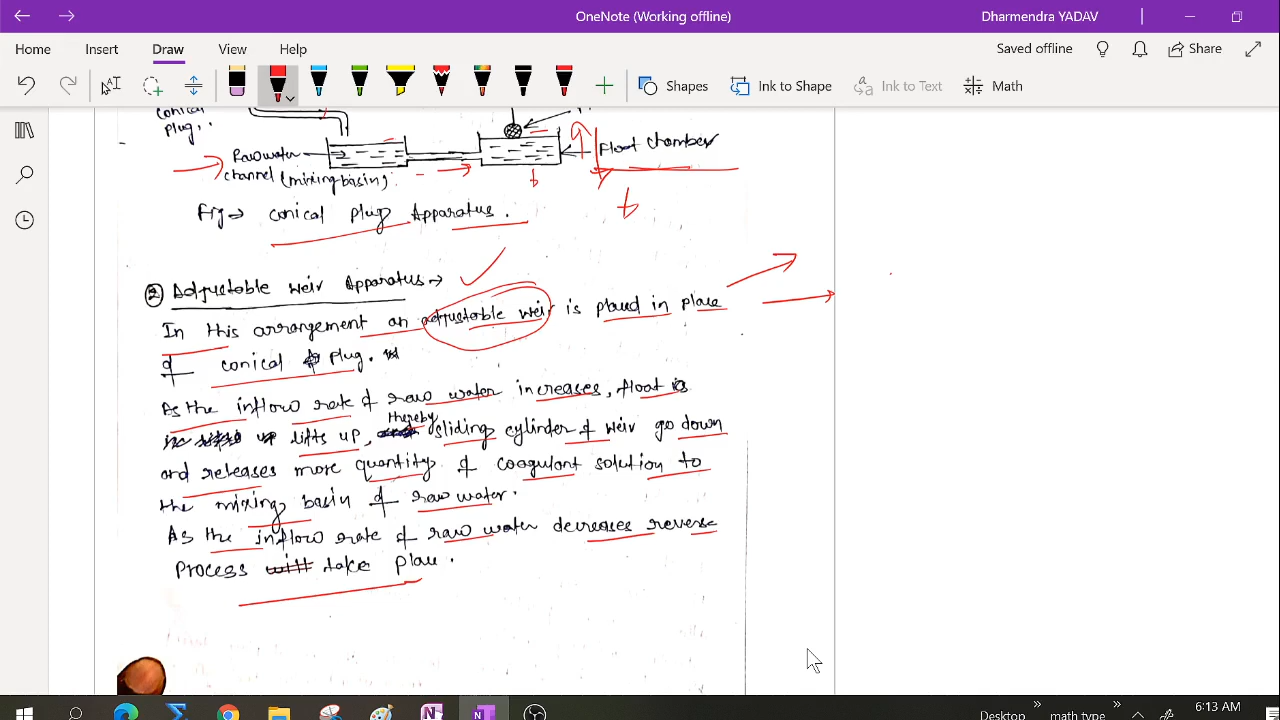 OneNote (Working offline)
Dharmendra YADAV
Home Insert Draw View Help
Saved offline
Share
Shapes
Ink to Shape
Ink to Text
Math
conical
plug.
Raw water
channel (mixing basin)
Float chamber
t
t
Fig → conical plug Apparatus.
② Adjustable weir Apparatus →
In this arrangement an adjustable weir is placed in place
of conical plug.
As the inflow rate of raw water increases, float is
lifts up, thereby sliding cylinder of weir go down
and releases more quantity of coagulant solution to
the mixing basin of raw water.
As the inflow rate of raw water decreases reverse
Process will take place.
Desktop
math type
6:13 AM